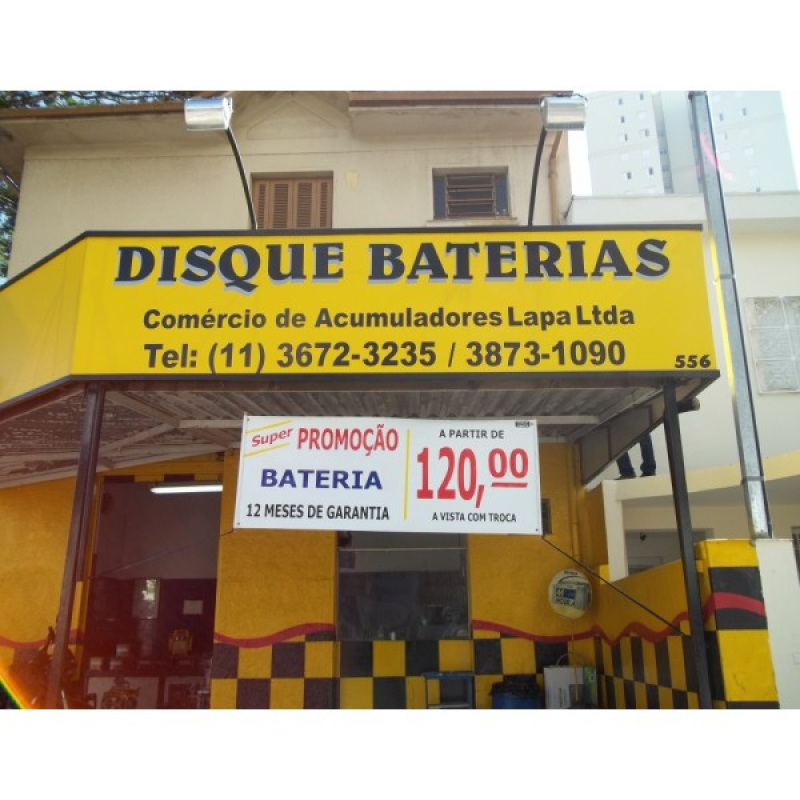 DISQUE BATERIAS
Comércio de Acumuladores Lapa Ltda
Tel: (11) 3672-3235 / 3873-1090
556
Super PROMOÇÃO
BATERIA
12 MESES DE GARANTIA
A PARTIR DE
120,00
A VISTA COM TROCA